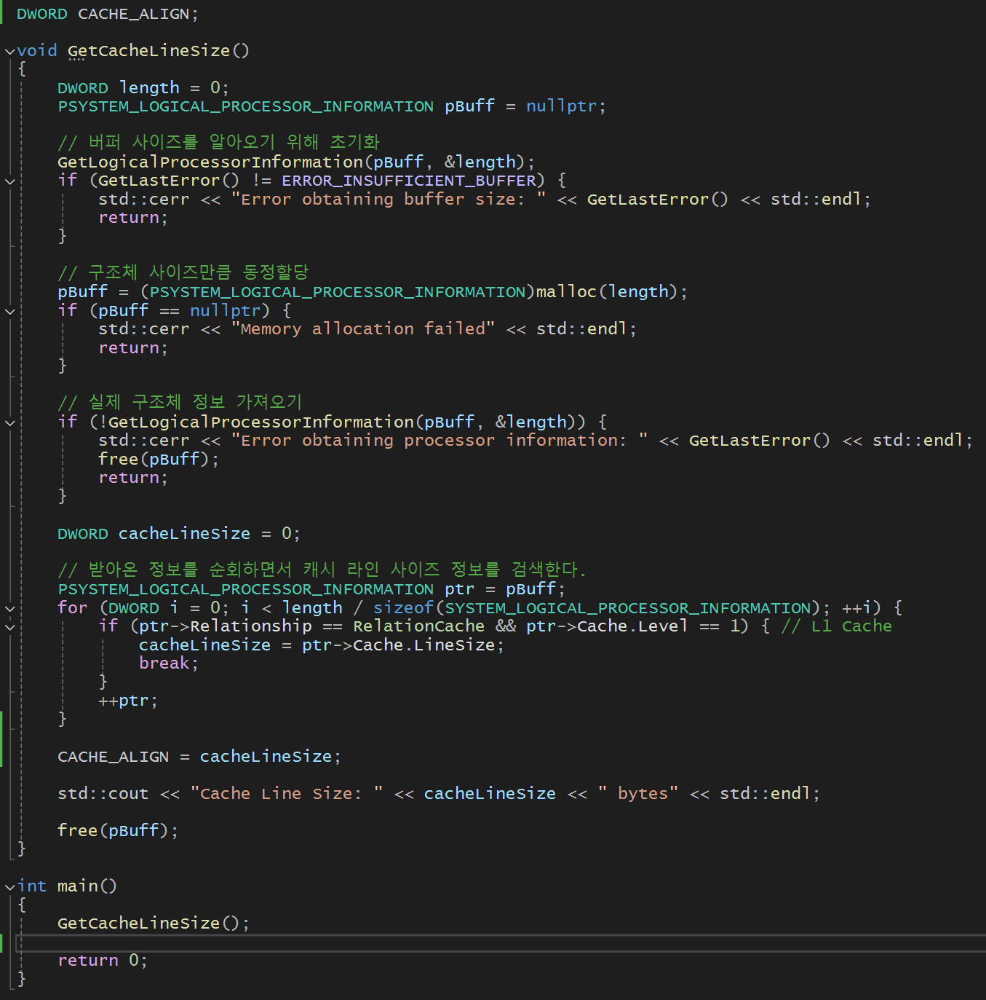 DWORD CACHE_ALIGN;
void GetCacheLineSize()
{
DWORD length = 0;
PSYSTEM_LOGICAL_PROCESSOR_INFORMATION pBuff = nullptr;
// 버퍼 사이즈를 알아오기 위해 초기화
GetLogicalProcessorInformation(pBuff, &length);
if (GetLastError() != ERROR_INSUFFICIENT_BUFFER) {
std::cerr << "Error obtaining buffer size: " << GetLastError() << std::endl;
return;
}
// 구조체 사이즈만큼 동정할당
pBuff = (PSYSTEM_LOGICAL_PROCESSOR_INFORMATION)malloc(length);
if (pBuff == nullptr) {
std::cerr << "Memory allocation failed" << std::endl;
return;
}
// 실제 구조체 정보 가져오기
if (!GetLogicalProcessorInformation(pBuff, &length)) {
std::cerr << "Error obtaining processor information: " << GetLastError() << std::endl;
free(pBuff);
return;
}
DWORD cacheLineSize = 0;
// 받아온 정보를 순회하면서 캐시 라인 사이즈 정보를 검색한다.
PSYSTEM_LOGICAL_PROCESSOR_INFORMATION ptr = pBuff;
for (DWORD i = 0; i < length / sizeof(SYSTEM_LOGICAL_PROCESSOR_INFORMATION); ++i) {
if (ptr->Relationship == RelationCache && ptr->Cache.Level == 1) { // L1 Cache
cacheLineSize = ptr->Cache.LineSize;
break;
}
++ptr;
}
CACHE_ALIGN = cacheLineSize;
std::cout << "Cache Line Size: " << cacheLineSize << " bytes" << std::endl;
free(pBuff);
}
int main()
{
GetCacheLineSize();
return 0;
}